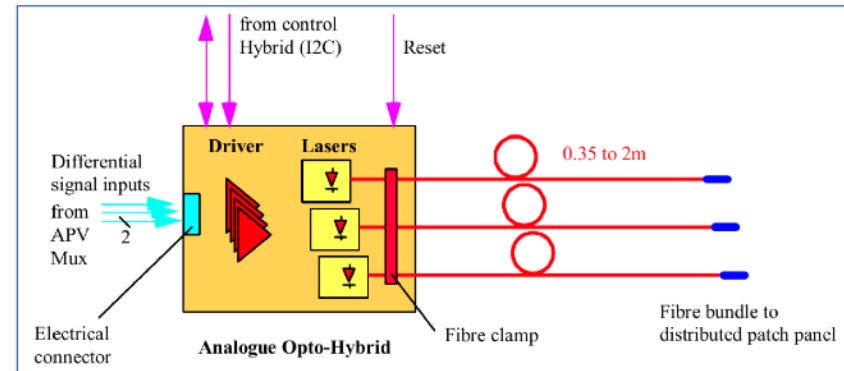 from control
Hybrid (I2C)
Reset
Driver
Lasers
0.35 to 2m
Differential
signal inputs
from
APV
Mux
2
Electrical
connector
Analogue Opto-Hybrid
Fibre clamp
Fibre bundle to
distributed patch panel